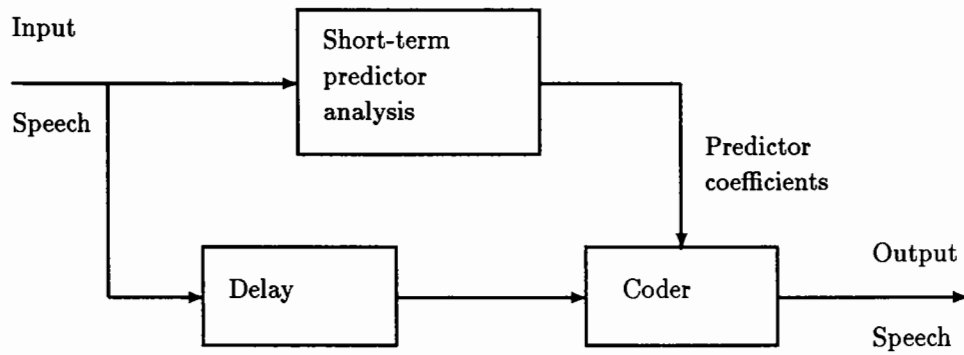 Input
Speech
Short-term
predictor
analysis
Predictor
coefficients
Delay
Coder
Output
Speech